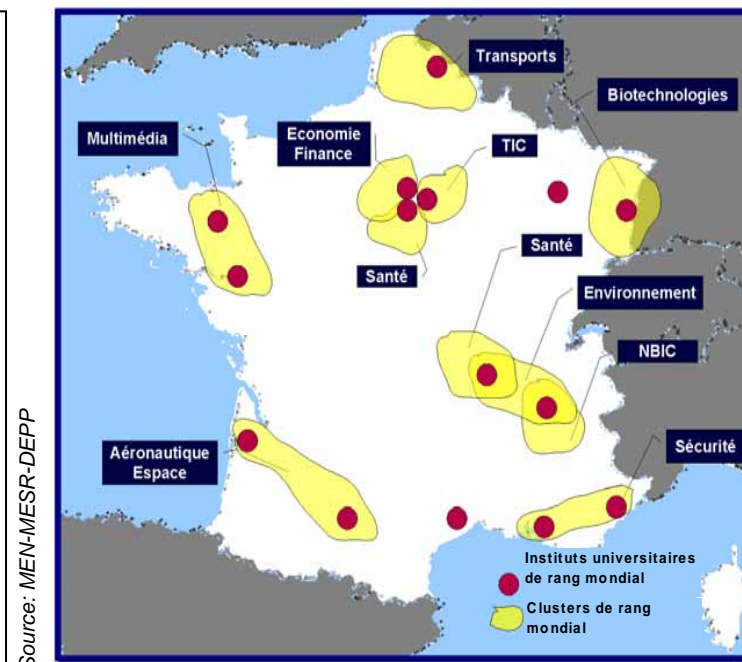 Transports
Biotechnologies
Multimédia
Economie
Finance
TIC
Santé
Santé
Environnement
NBIC
Aéronautique
Espace
Sécurité
Instituts universitaires
de rang mondial
Clusters de rang
mondial
Source: MEN-MESR-DEPP